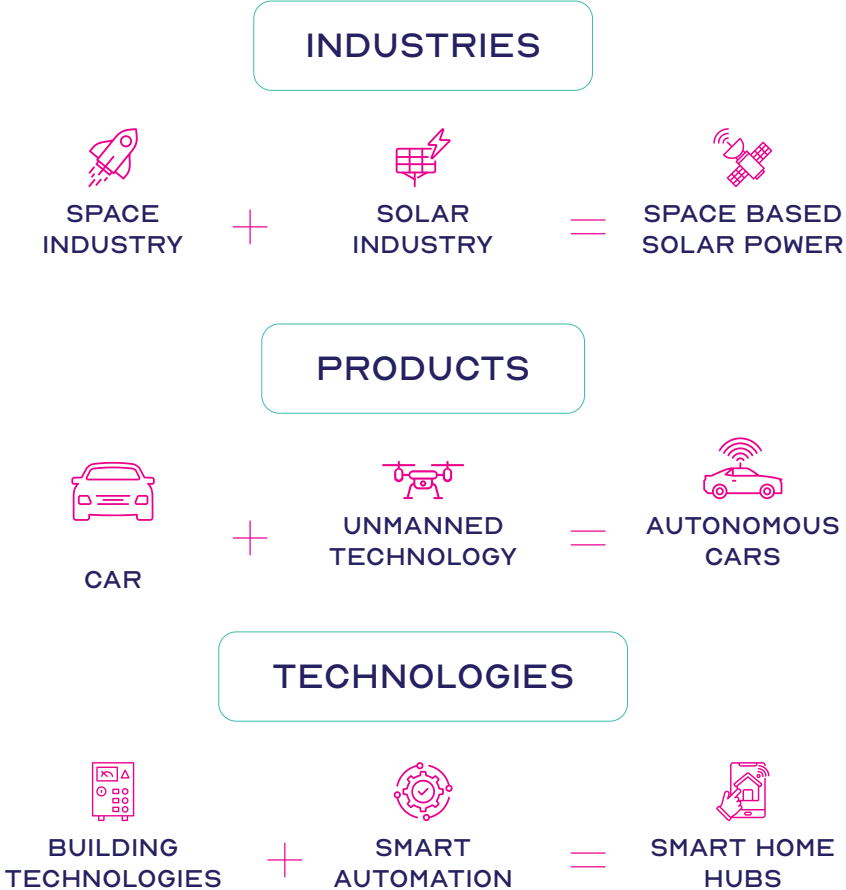 INDUSTRIES
SPACE
INDUSTRY
+
SOLAR
INDUSTRY
=
SPACE BASED
SOLAR POWER
PRODUCTS
CAR
+
UNMANNED
TECHNOLOGY
=
AUTONOMOUS
CARS
TECHNOLOGIES
BUILDING
TECHNOLOGIES
+
SMART
AUTOMATION
=
SMART HOME
HUBS